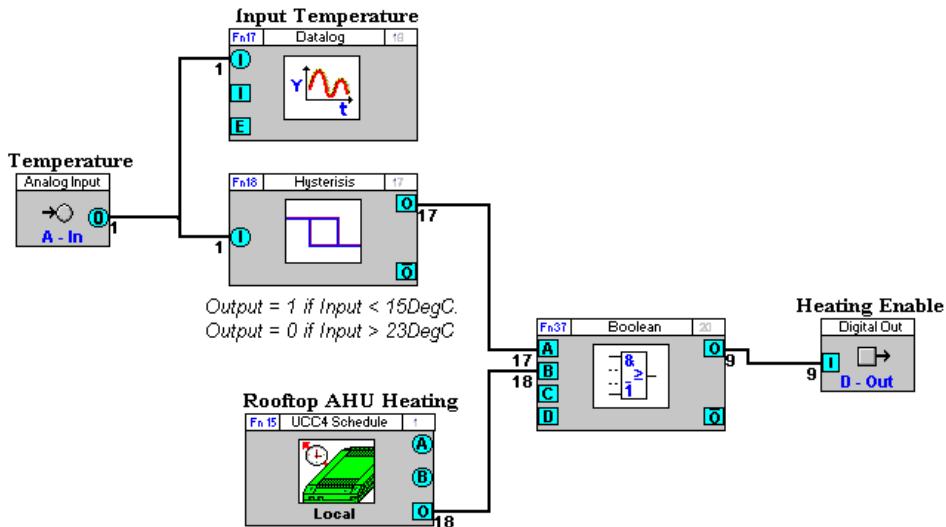 Input Temperature
Fn17 Datalog 18
1 I
I
E
Y
t
Temperature
Analog Input
O 1
A - In
Fn18 Hysterisis 17
O 17
1 I
O
Output = 1 if Input < 15DegC.
Output = 0 if Input > 23DegC
Fn37 Boolean 20
17 A
18 B
C
D
&
≥
1
O 9
O
Heating Enable
Digital Out
9 I
D - Out
Rooftop AHU Heating
Fn 15 UCC4 Schedule 1
A
B
O 18
Local